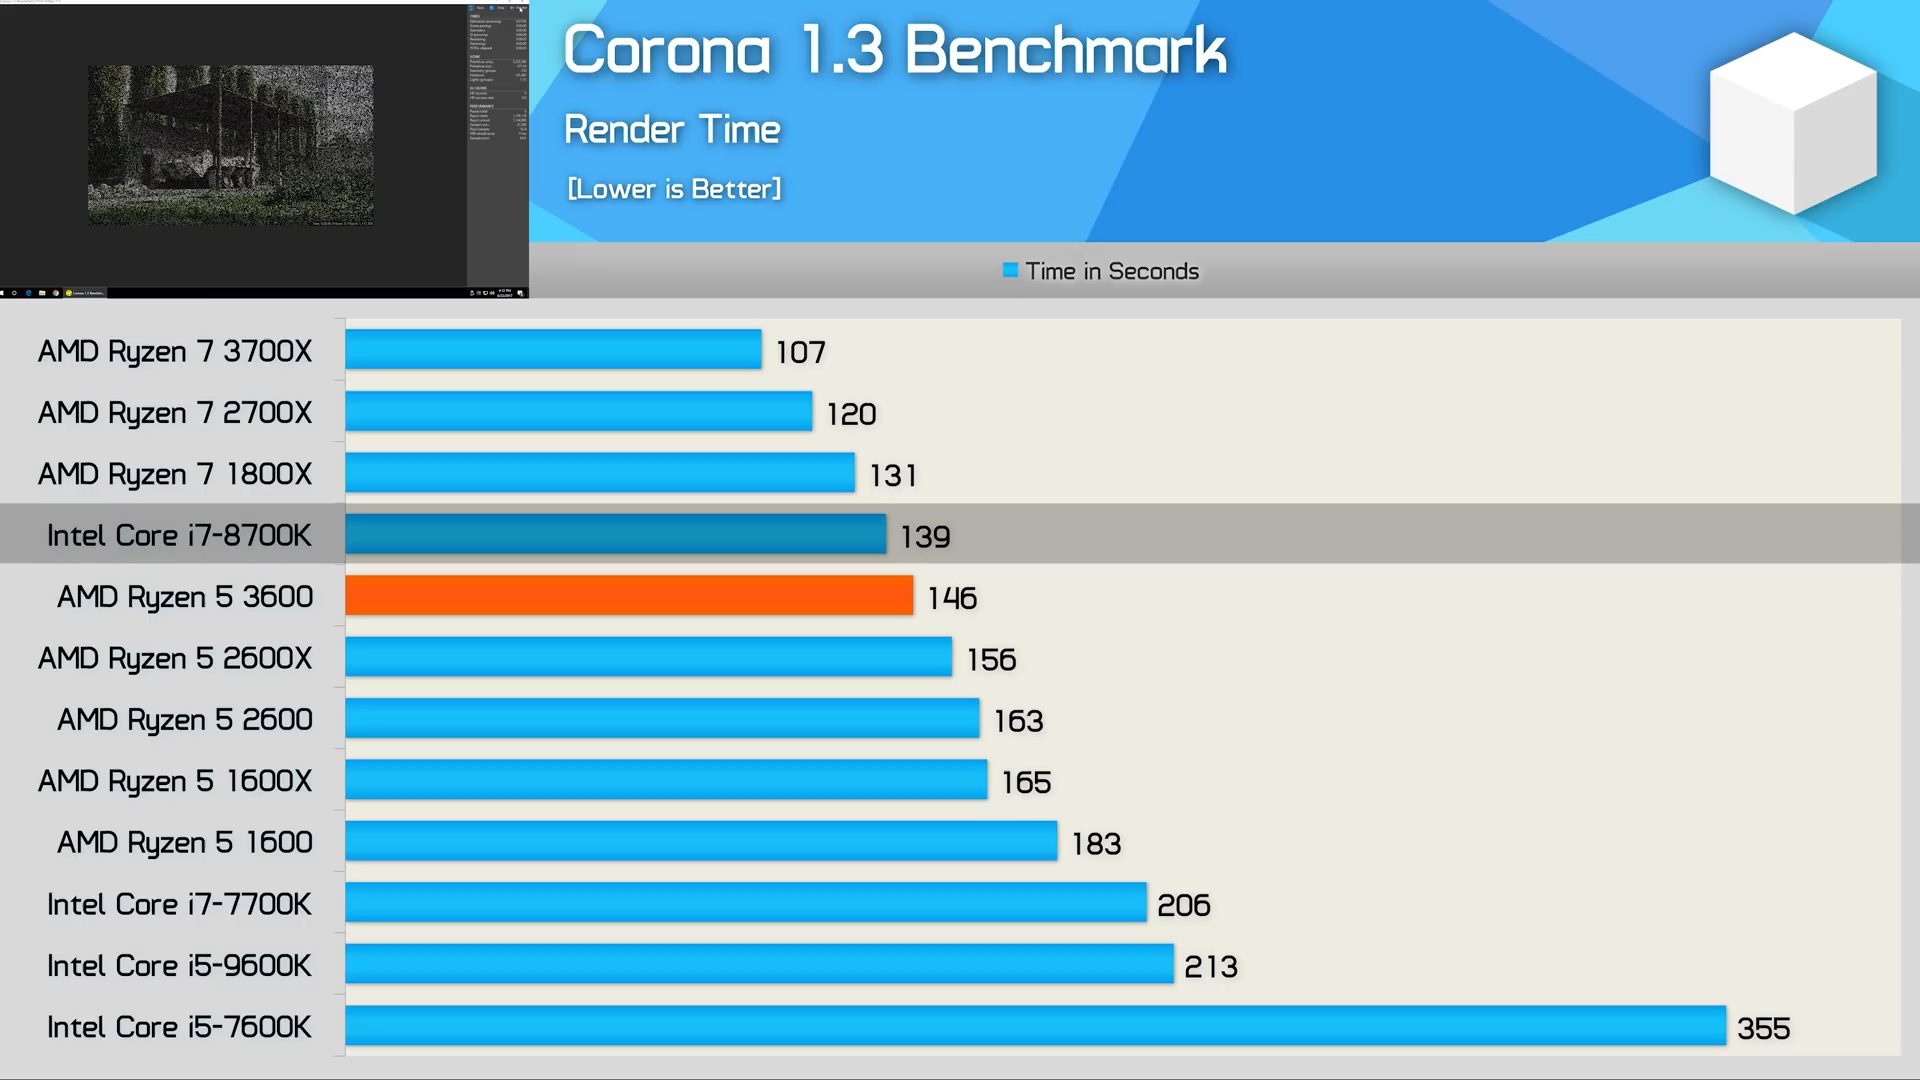 Corona 1.3 Benchmark
Render Time
[Lower is Better]
Time in Seconds
AMD Ryzen 7 3700X 107
AMD Ryzen 7 2700X 120
AMD Ryzen 7 1800X 131
Intel Core i7-8700K 139
AMD Ryzen 5 3600 146
AMD Ryzen 5 2600X 156
AMD Ryzen 5 2600 163
AMD Ryzen 5 1600X 165
AMD Ryzen 5 1600 183
Intel Core i7-7700K 206
Intel Core i5-9600K 213
Intel Core i5-7600K 355